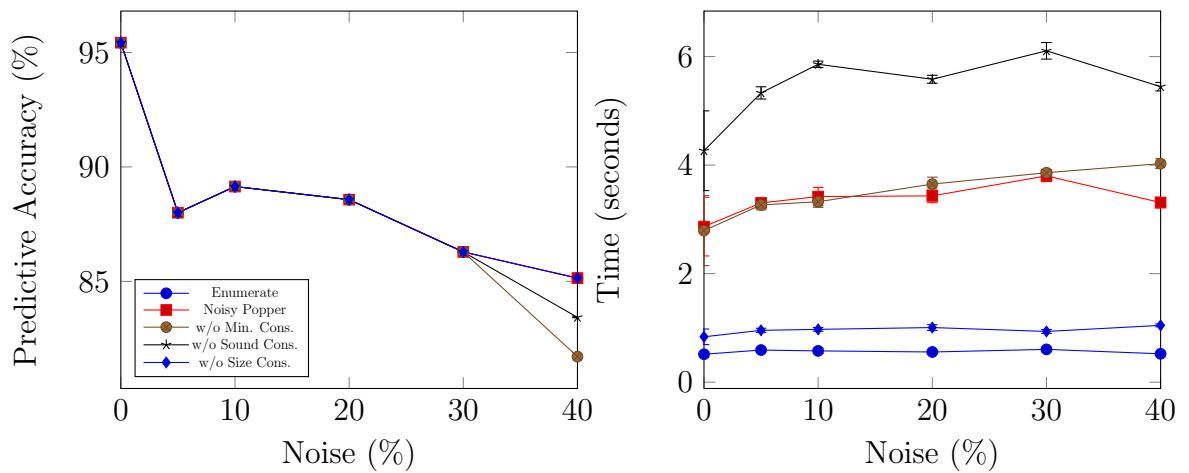 Predictive Accuracy (%)
95
90
85
0
10
20
30
40
Noise (%)
Enumerate
Noisy Popper
w/o Min. Cons.
w/o Sound Cons.
w/o Size Cons.
Time (seconds)
6
4
2
0
0
10
20
30
40
Noise (%)